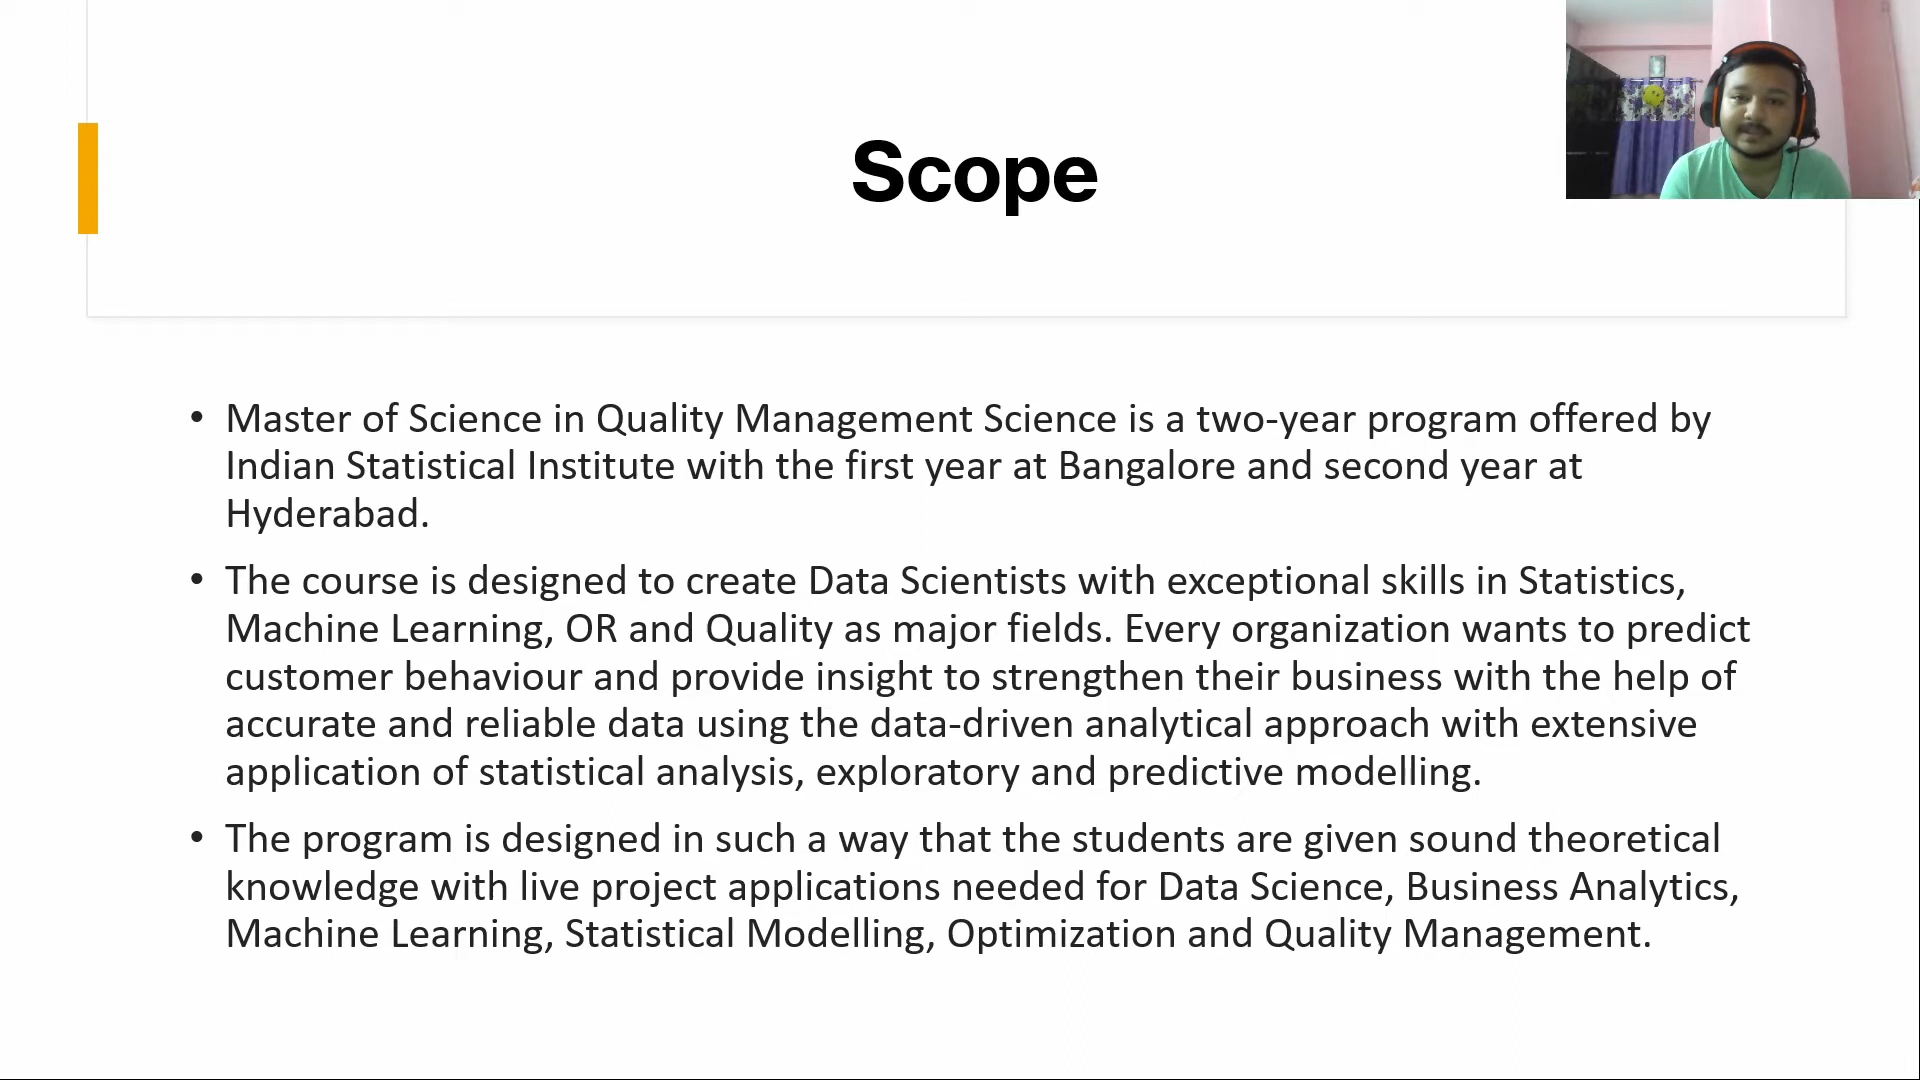 Scope
• Master of Science in Quality Management Science is a two-year program offered by
Indian Statistical Institute with the first year at Bangalore and second year at
Hyderabad.
• The course is designed to create Data Scientists with exceptional skills in Statistics,
Machine Learning, OR and Quality as major fields. Every organization wants to predict
customer behaviour and provide insight to strengthen their business with the help of
accurate and reliable data using the data-driven analytical approach with extensive
application of statistical analysis, exploratory and predictive modelling.
• The program is designed in such a way that the students are given sound theoretical
knowledge with live project applications needed for Data Science, Business Analytics,
Machine Learning, Statistical Modelling, Optimization and Quality Management.